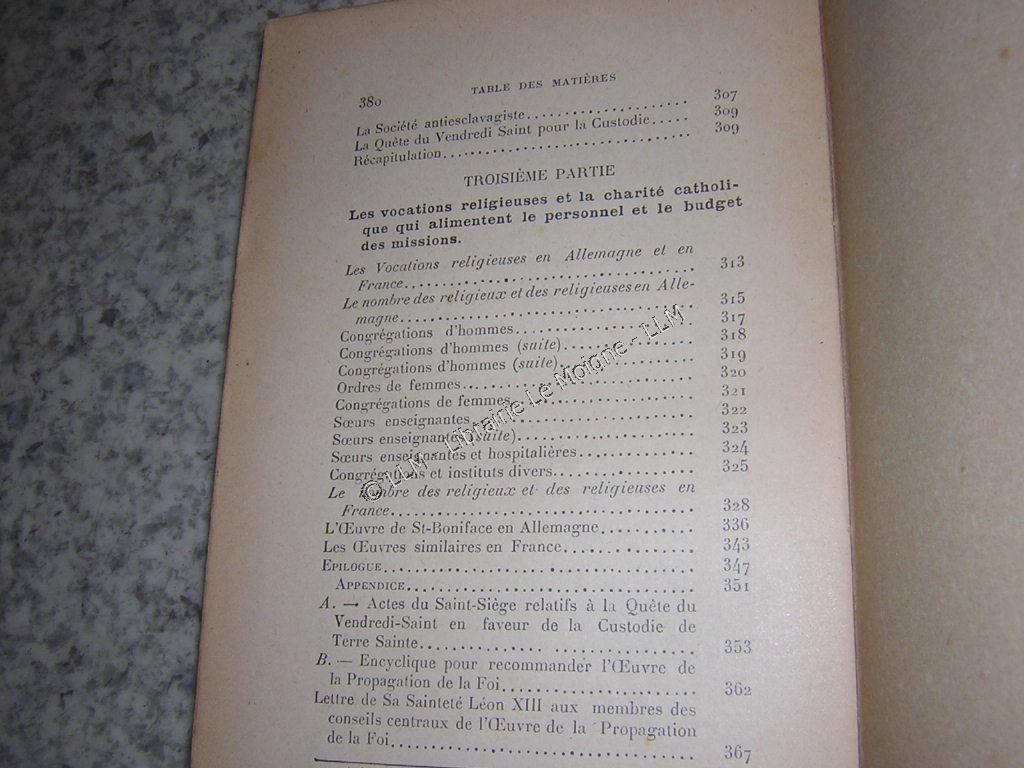 380 TABLE DES MATIÈRES
La Société antiesclavagiste.................... 307
La Quête du Vendredi Saint pour la Custodie..... 309
Récapitulation.............................. 309
TROISIÈME PARTIE
Les vocations religieuses et la charité catholi-
que qui alimentent le personnel et le budget
des missions.
Les Vocations religieuses en Allemagne et en
France.................................. 313
Le nombre des religieux et des religieuses en Alle-
magne.................................. 315
Congrégations d'hommes...................... 317
Congrégations d'hommes (suite)................ 318
Congrégations d'hommes (suite)................ 319
Ordres de femmes............................ 320
Congrégations de femmes...................... 321
Sœurs enseignantes.......................... 322
Sœurs enseignantes (suite).................... 323
Sœurs enseignantes et hospitalières............. 324
Congrégations et instituts divers................ 325
Le nombre des religieux et des religieuses en
France.................................. 328
L'Œuvre de St-Boniface en Allemagne.......... 336
Les Œuvres similaires en France................ 343
EPILOGUE.................................. 347
APPENDICE................................. 351
A. — Actes du Saint-Siège relatifs à la Quête du
Vendredi-Saint en faveur de la Custodie de
Terre Sainte.............................. 353
B. — Encyclique pour recommander l'Œuvre de
la Propagation de la Foi..................... 362
Lettre de Sa Sainteté Léon XIII aux membres des
conseils centraux de l'Œuvre de la Propagation
de la Foi................................. 367
© LLM - Librairie Le Moigne - LLM